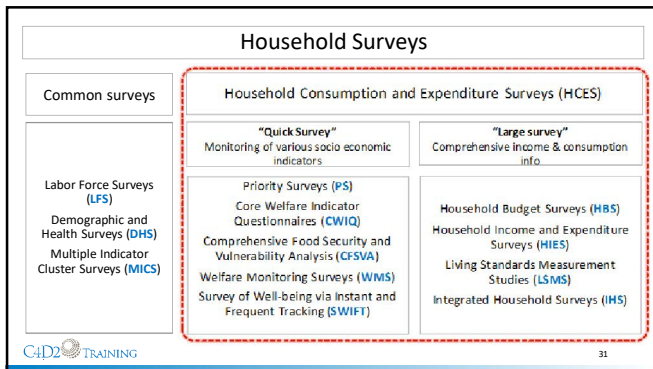 Household Surveys
Common surveys
Household Consumption and Expenditure Surveys (HCES)
"Quick Survey"
Monitoring of various socio economic
indicators
"Large survey"
Comprehensive income & consumption
info
Labor Force Surveys
(LFS)
Demographic and
Health Surveys (DHS)
Multiple Indicator
Cluster Surveys (MICS)
Priority Surveys (PS)
Core Welfare Indicator
Questionnaires (CWIQ)
Comprehensive Food Security and
Vulnerability Analysis (CFSVA)
Welfare Monitoring Surveys (WMS)
Survey of Well-being via Instant and
Frequent Tracking (SWIFT)
Household Budget Surveys (HBS)
Household Income and Expenditure
Surveys (HIES)
Living Standards Measurement
Studies (LSMS)
Integrated Household Surveys (IHS)
C4D2 TRAINING
31